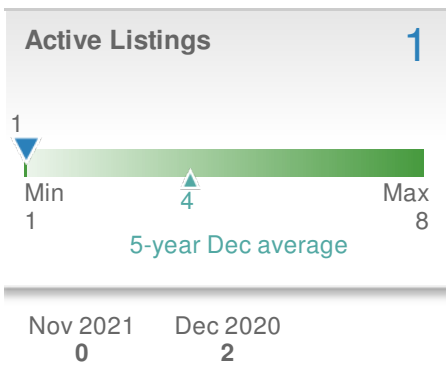 Active Listings 1
1
Min Max
4
1 8
5-year Dec average
Nov 2021 Dec 2020
0 2